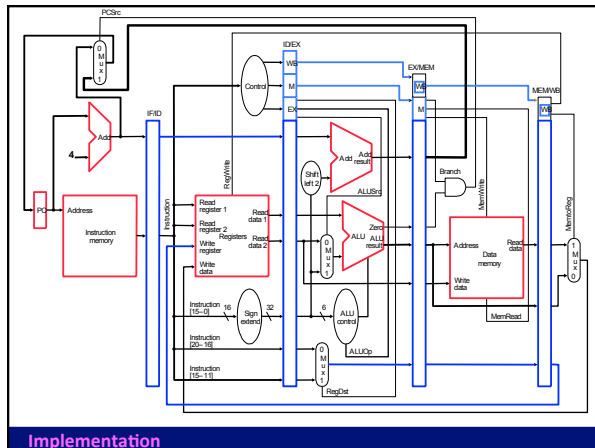 PCSrc
0
M
u
x
1
ID/EX
WB
EX/MEM
Control
M
WB
MEM/WB
EX
M
WB
IF/ID
Add
4
Add
Add
result
Shift
left 2
RegWrite
Branch
ALUSrc
MemWrite
MemtoReg
PC
Address
Instruction
memory
Instruction
Read
register 1
Read
register 2
Registers
Write
register
Write
data
Read
data 1
Read
data 2
0
M
u
x
1
Zero
ALU
ALU
result
Address
Read
data
Data
memory
Write
data
1
M
u
x
0
Instruction
[15–0]
16
Sign
extend
32
6
ALU
control
MemRead
Instruction
[20–16]
ALUOp
0
M
u
x
1
Instruction
[15–11]
RegDst
Implementation